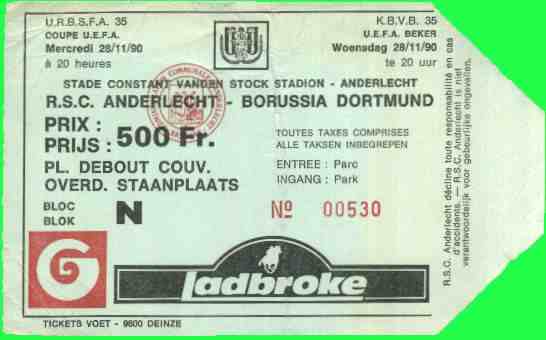 U.R.B.S.F.A. 35
COUPE U.E.F.A.
Mercredi 28/11/90
à 20 heures
K.B.V.B. 35
U.E.F.A. BEKER
Woensdag 28/11/90
te 20 uur
STADE CONSTANT VANDEN STOCK STADION - ANDERLECHT
R.S.C. ANDERLECHT - BORUSSIA DORTMUND
PRIX :
PRIJS : 500 Fr.
TOUTES TAXES COMPRISES
ALLE TAKSEN INBEGREPEN
PL. DEBOUT COUV.
OVERD. STAANPLAATS
ENTREE : Parc
INGANG : Park
BLOC
BLOK N
Nº 00530
G
Ladbroke
TICKETS VOET - 9800 DEINZE
R.S.C. Anderlecht décline toute responsabilité en cas
d'accidents. — R.S.C. Anderlecht is niet
verantwoordelijk voor gebeurlijke ongevallen.